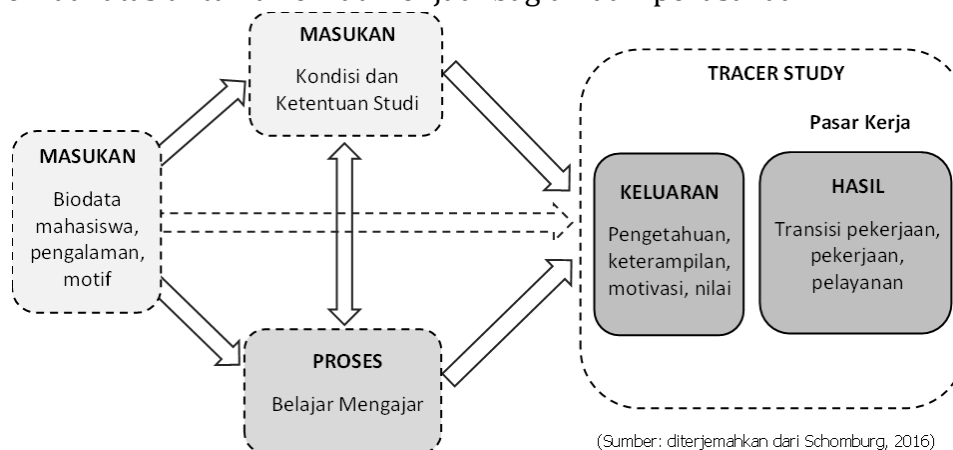 MASUKAN
Kondisi dan
Ketentuan Studi
MASUKAN
Biodata
mahasiswa,
pengalaman,
motif
PROSES
Belajar Mengajar
TRACER STUDY
Pasar Kerja
KELUARAN
Pengetahuan,
keterampilan,
motivasi, nilai
HASIL
Transisi pekerjaan,
pekerjaan,
pelayanan
(Sumber: diterjemahkan dari Schomburg, 2016)